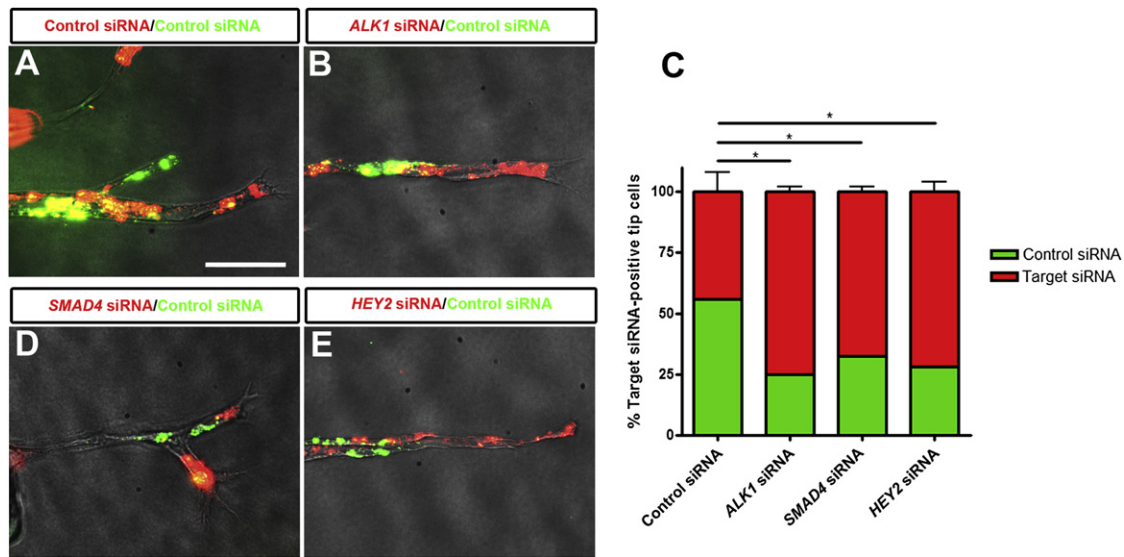 Control siRNA/Control siRNA
ALK1 siRNA/Control siRNA
A
B
C
SMAD4 siRNA/Control siRNA
HEY2 siRNA/Control siRNA
D
E
*
*
*
% Target siRNA-positive tip cells
100
75
50
25
0
Control siRNA
ALK1 siRNA
SMAD4 siRNA
HEY2 siRNA
Control siRNA
Target siRNA